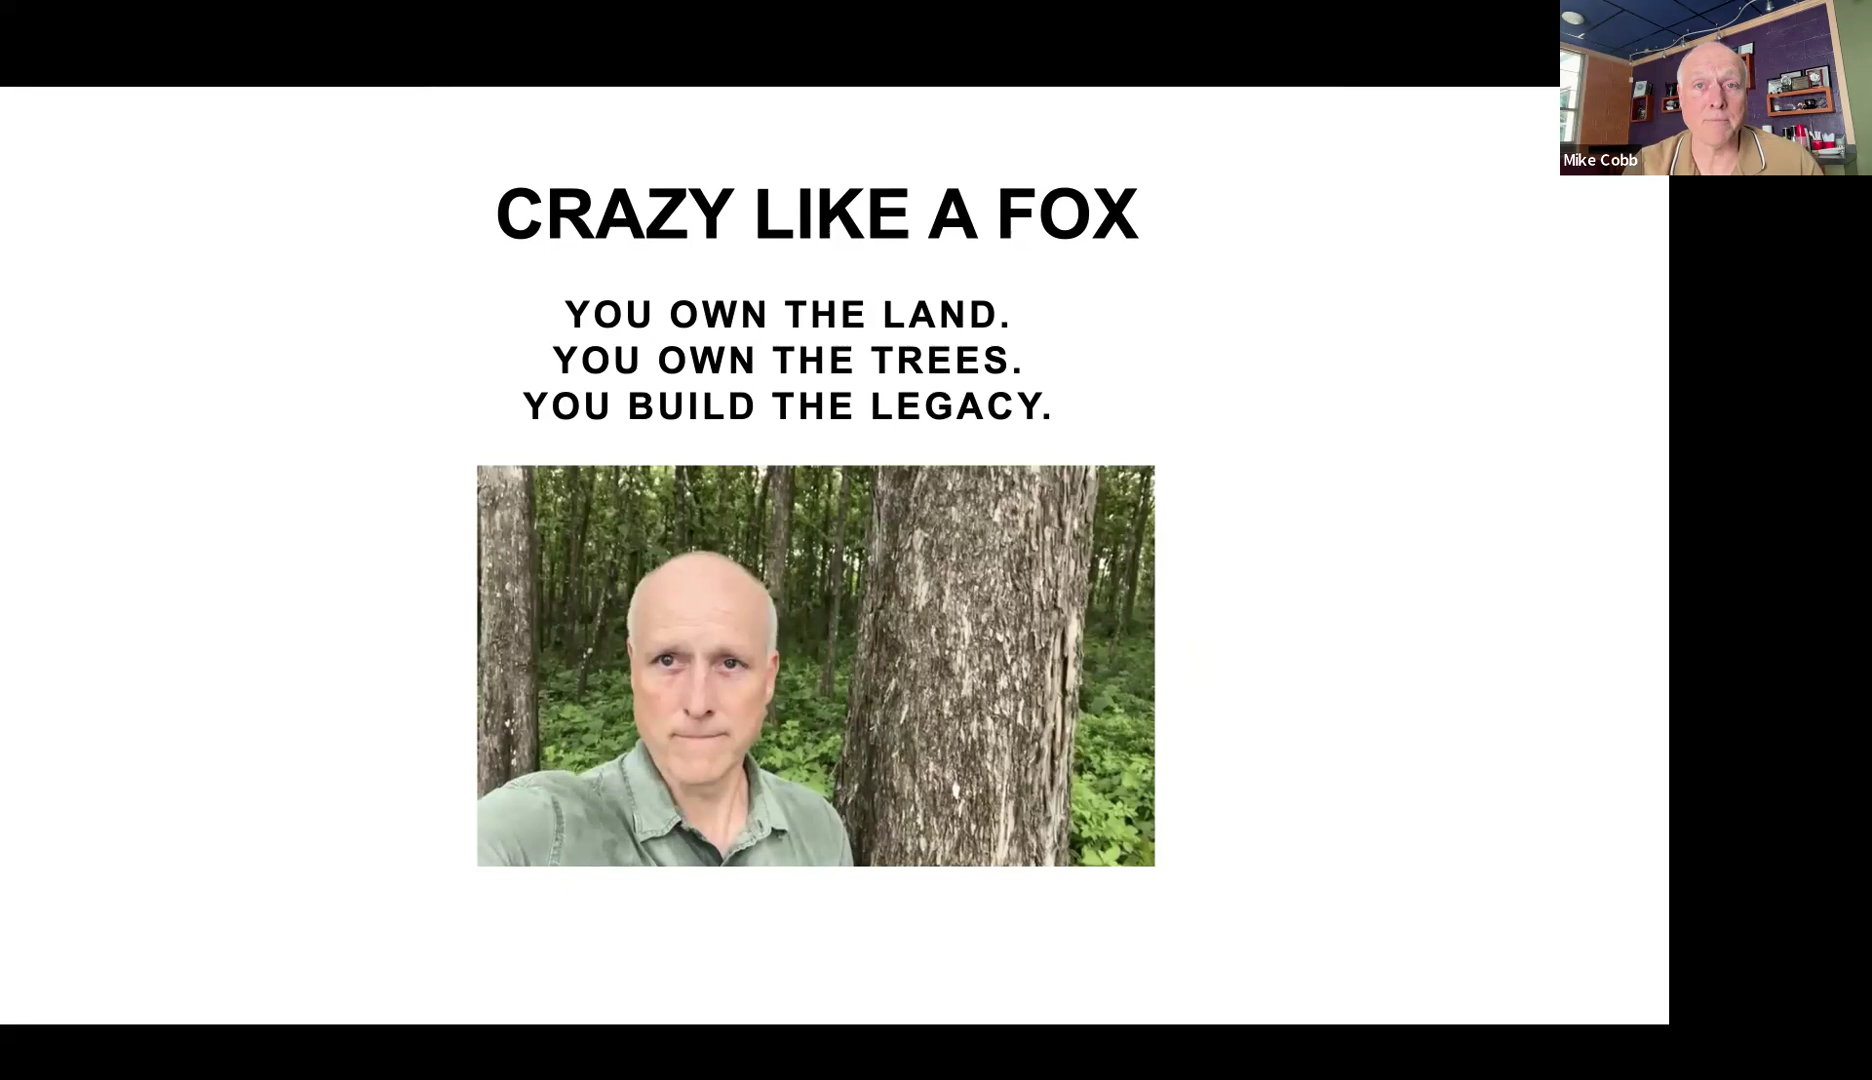 CRAZY LIKE A FOX
YOU OWN THE LAND.
YOU OWN THE TREES.
YOU BUILD THE LEGACY.
Mike Cobb